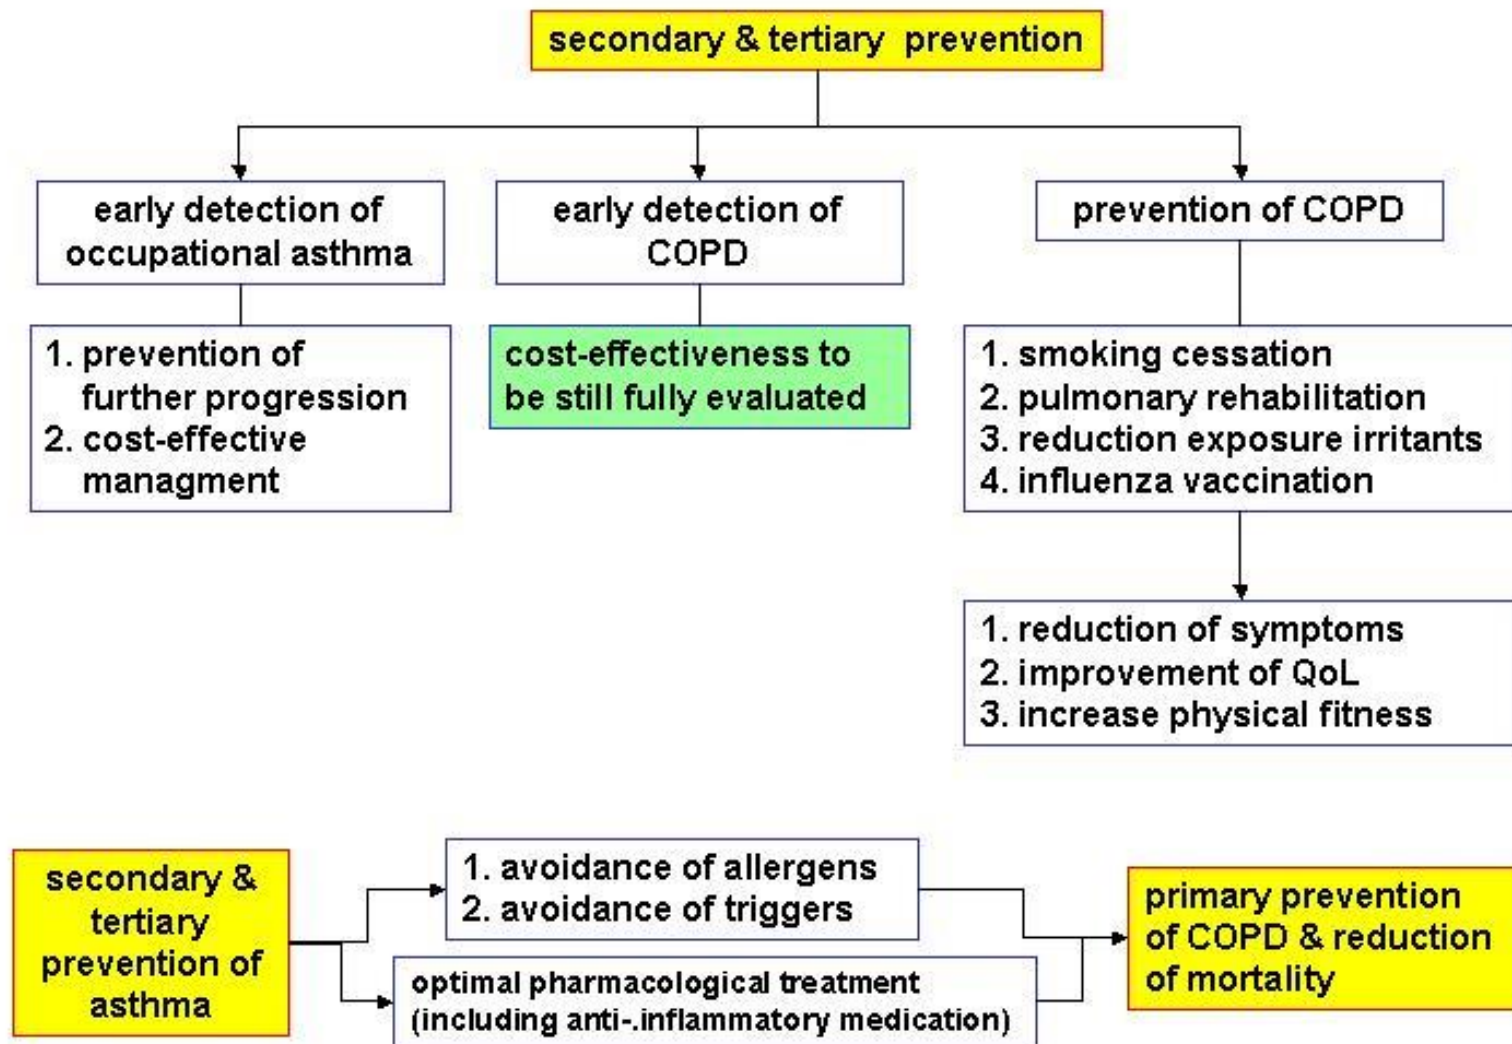 secondary & tertiary  prevention
early detection of
occupational asthma
early detection of
COPD
prevention of COPD
1. prevention of
further progression
2. cost-effective
managment
cost-effectiveness to
be still fully evaluated
1. smoking cessation
2. pulmonary rehabilitation
3. reduction exposure irritants
4. influenza vaccination
1. reduction of symptoms
2. improvement of QoL
3. increase physical fitness
secondary &
tertiary
prevention of
asthma
1. avoidance of allergens
2. avoidance of triggers
optimal pharmacological treatment
(including anti-.inflammatory medication)
primary prevention
of COPD & reduction
of mortality